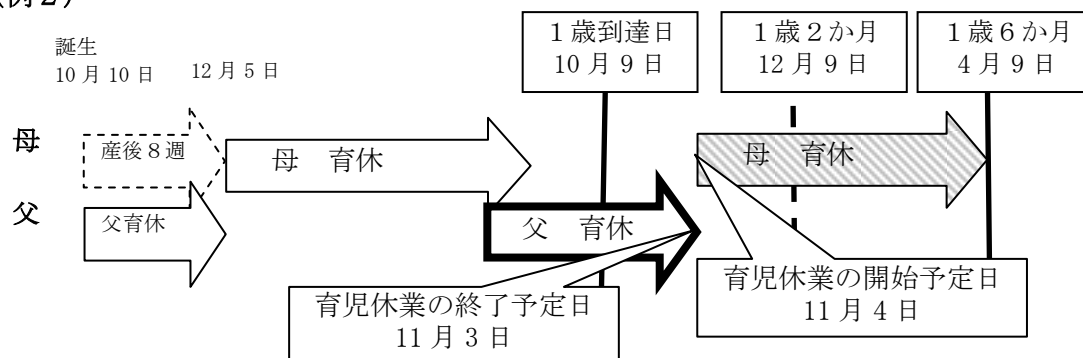 (例2)
誕生
10月10日
12月5日
1歳到達日
10月9日
1歳2か月
12月9日
1歳6か月
4月9日
母
産後8週
母 育休
母 育休
父
父育休
父 育休
育児休業の終了予定日
11月3日
育児休業の開始予定日
11月4日